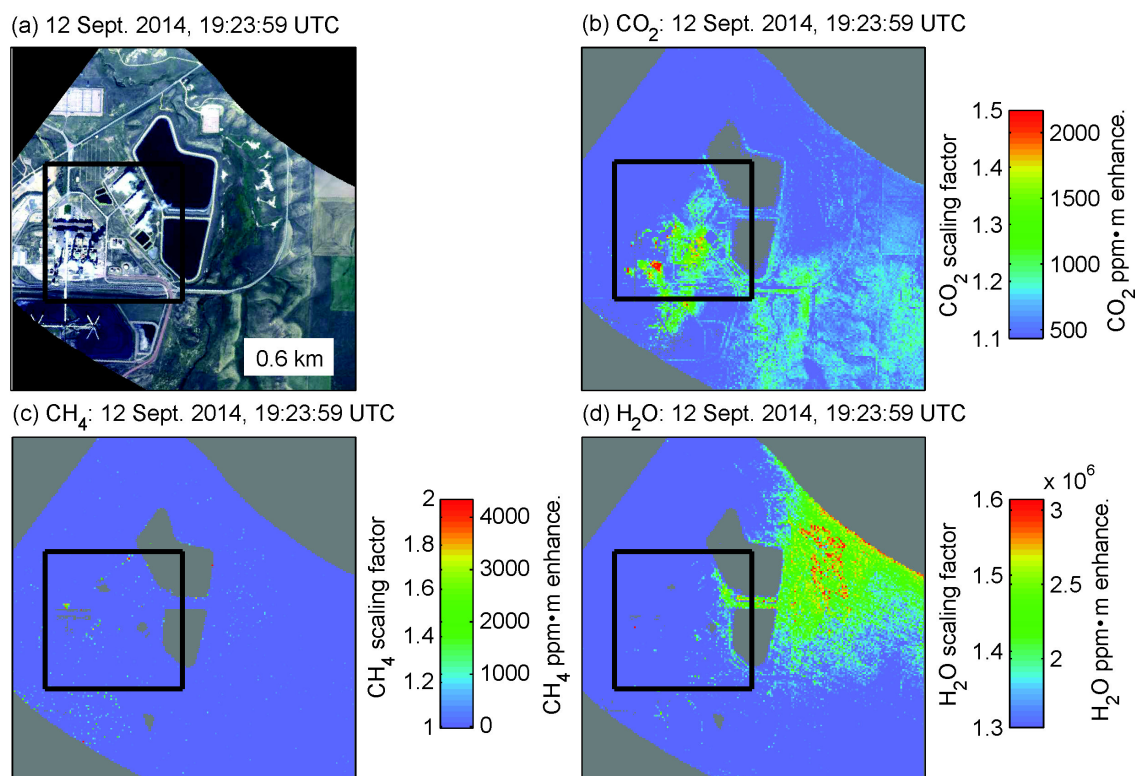 (a) 12 Sept. 2014, 19:23:59 UTC
0.6 km
(b) CO₂: 12 Sept. 2014, 19:23:59 UTC
1.5
1.4
1.3
1.2
1.1
CO₂ scaling factor
2000
1500
1000
500
CO₂ ppm•m enhance.
(c) CH₄: 12 Sept. 2014, 19:23:59 UTC
2
1.8
1.6
1.4
1.2
1
CH₄ scaling factor
4000
3000
2000
1000
0
CH₄ ppm•m enhance.
(d) H₂O: 12 Sept. 2014, 19:23:59 UTC
1.6
1.5
1.4
1.3
H₂O scaling factor
x 10⁶
3
2.5
2
H₂O ppm•m enhance.